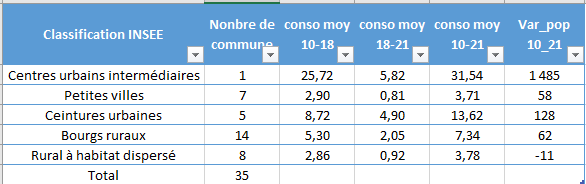 Classification INSEE Nonbre de commune conso moy 10-18 conso moy 18-21 conso moy 10-21 Var_pop 10_21
Centres urbains intermédiaires 1 25,72 5,82 31,54 1 485
Petites villes 7 2,90 0,81 3,71 58
Ceintures urbaines 5 8,72 4,90 13,62 128
Bourgs ruraux 14 5,30 2,05 7,34 62
Rural à habitat dispersé 8 2,86 0,92 3,78 -11
Total 35